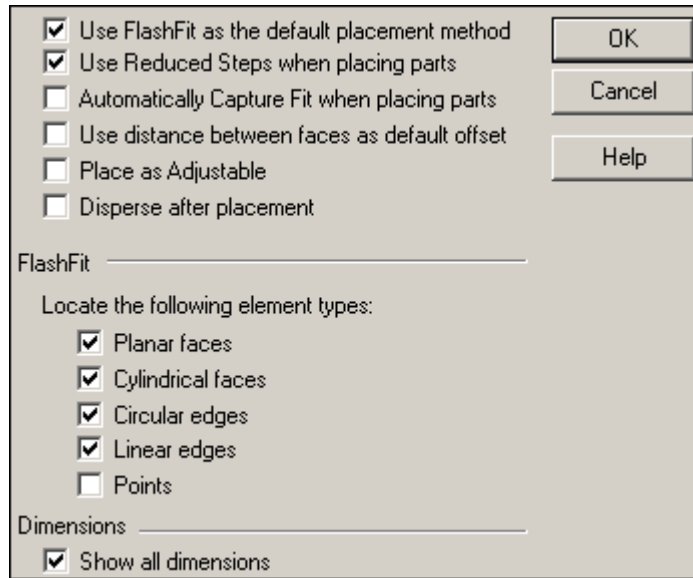 Use FlashFit as the default placement method
Use Reduced Steps when placing parts
Automatically Capture Fit when placing parts
Use distance between faces as default offset
Place as Adjustable
Disperse after placement
OK
Cancel
Help
FlashFit
Locate the following element types:
Planar faces
Cylindrical faces
Circular edges
Linear edges
Points
Dimensions
Show all dimensions